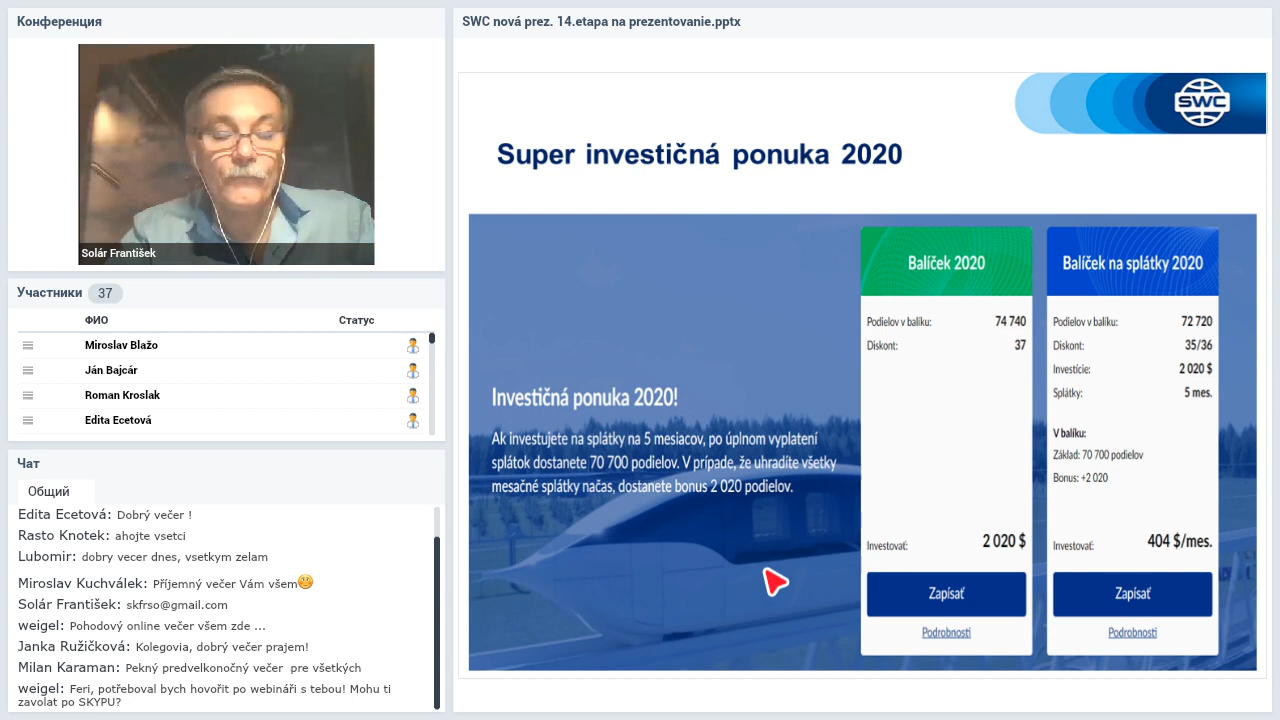 Конференция
Solár František
Участники 37
ФИО Статус
Miroslav Blažo
Ján Bajcár
Roman Kroslak
Edita Ecetová
Чат
Общий
Edita Ecetová: Dobrý večer !
Rasto Knotek: ahojte vsetci
Lubomir: dobry vecer dnes, vsetkym zelam
Miroslav Kuchválek: Příjemný večer Vám všem
Solár František: skfrso@gmail.com
weigel: Pohodový online večer všem zde ...
Janka Ružičková: Kolegovia, dobrý večer prajem!
Milan Karaman: Pekný predvelkonočný večer pre všetkých
weigel: Feri, potřeboval bych hovořit po webináři s tebou! Mohu ti
zavolat po SKYPU?
SWC nová prez. 14.etapa na prezentovanie.pptx
SWC
Super investičná ponuka 2020
Investičná ponuka 2020!
Ak investujete na splátky na 5 mesiacov, po úplnom vyplatení
splátok dostanete 70 700 podielov. V prípade, že uhradíte všetky
mesačné splátky načas, dostanete bonus 2 020 podielov.
Balíček 2020
Podielov v balíku: 74 740
Diskont: 37
Investovať: 2 020 $
Zapísať
Podrobnosti
Balíček na splátky 2020
Podielov v balíku: 72 720
Diskont: 35/36
Investície: 2 020 $
Splátky: 5 mes.
V balíku:
Základ: 70 700 podielov
Bonus: +2 020
Investovať: 404 $/mes.
Zapísať
Podrobnosti